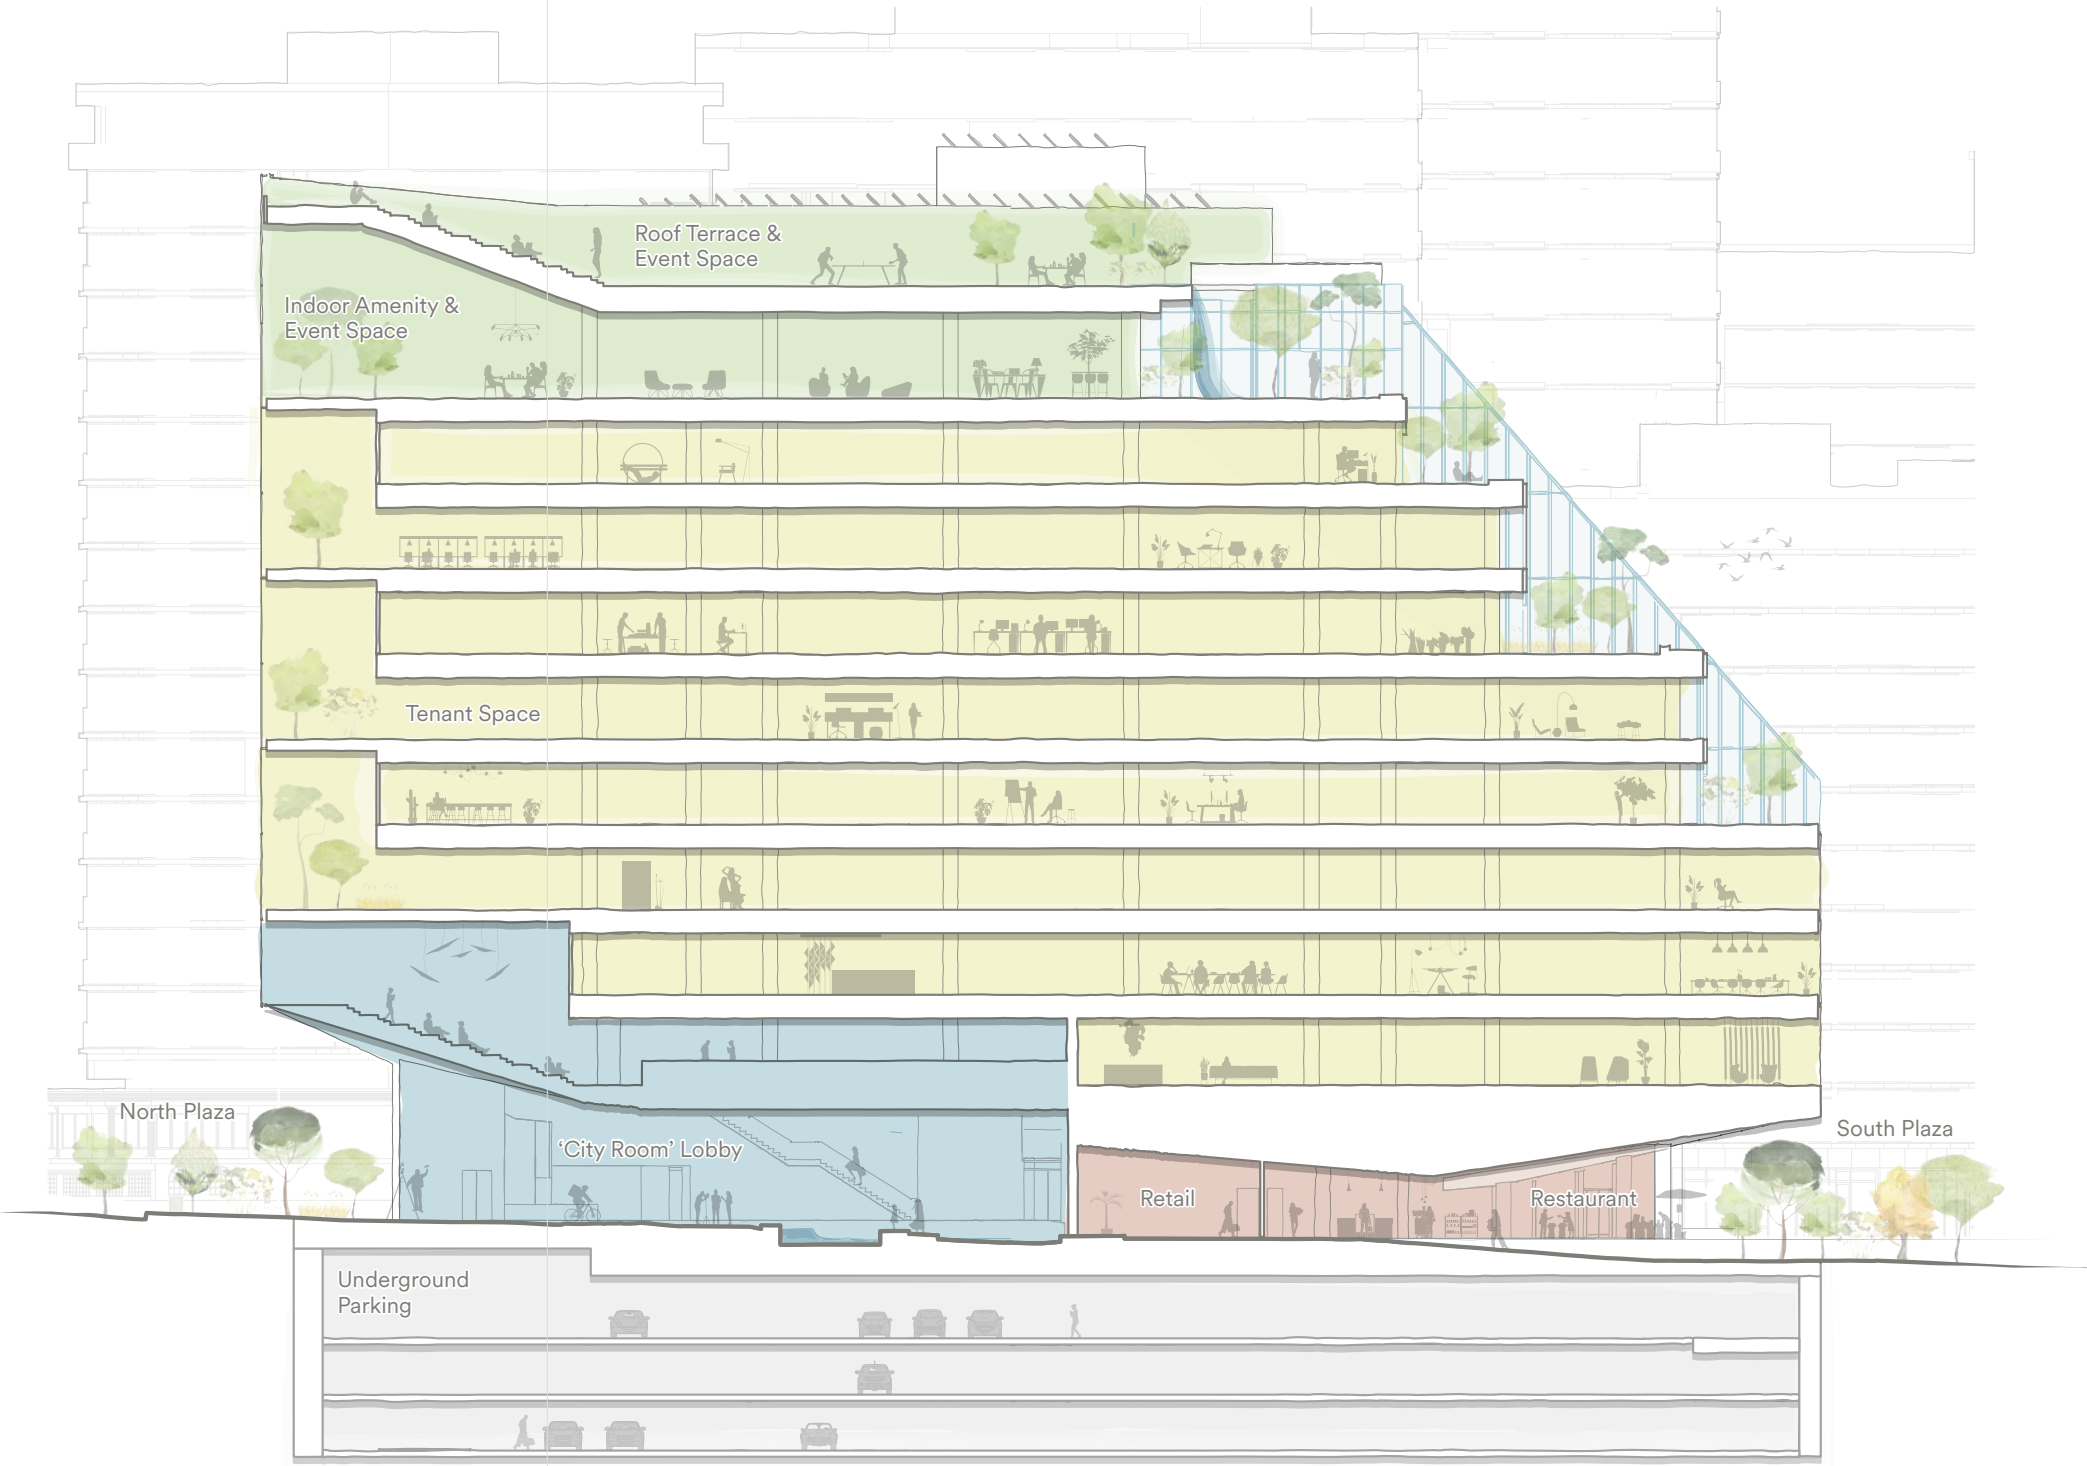 Roof Terrace &
Event Space
Indoor Amenity &
Event Space
Tenant Space
North Plaza
South Plaza
‘City Room’ Lobby
Retail
Restaurant
Underground
Parking